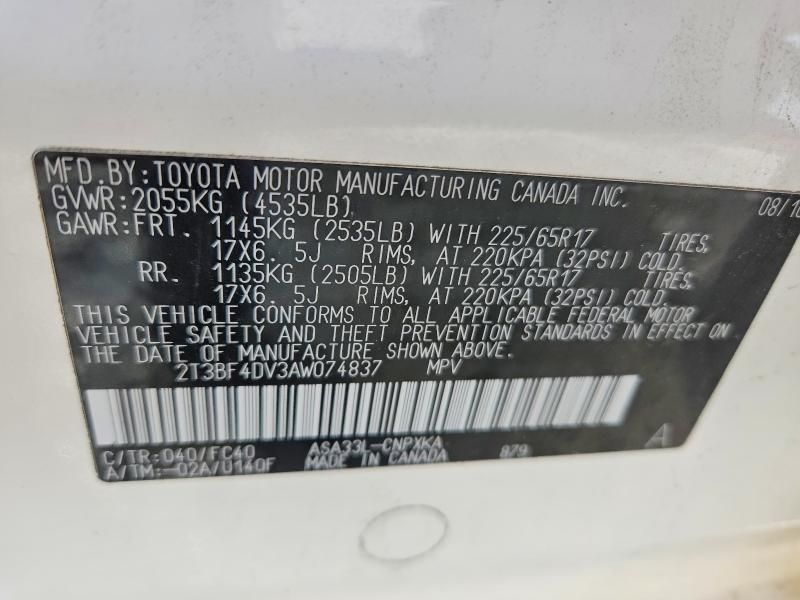 MFD.BY:TOYOTA MOTOR MANUFACTURING CANADA INC. 08/10
GVWR:2055KG (4535LB)
GAWR:FRT. 1145KG (2535LB) WITH 225/65R17 TIRES,
17X6. 5J RIMS, AT 220KPA (32PSI) COLD.
RR. 1135KG (2505LB) WITH 225/65R17 TIRES,
17X6. 5J RIMS, AT 220KPA (32PSI) COLD.
THIS VEHICLE CONFORMS TO ALL APPLICABLE FEDERAL MOTOR
VEHICLE SAFETY AND THEFT PREVENTION STANDARDS IN EFFECT ON
THE DATE OF MANUFACTURE SHOWN ABOVE.
2T3BF4DV3AW074837 MPV
C/TR:040/FC40 ASA33L-CNPXKA 879 A
A/TM:-02A/U140F MADE IN CANADA